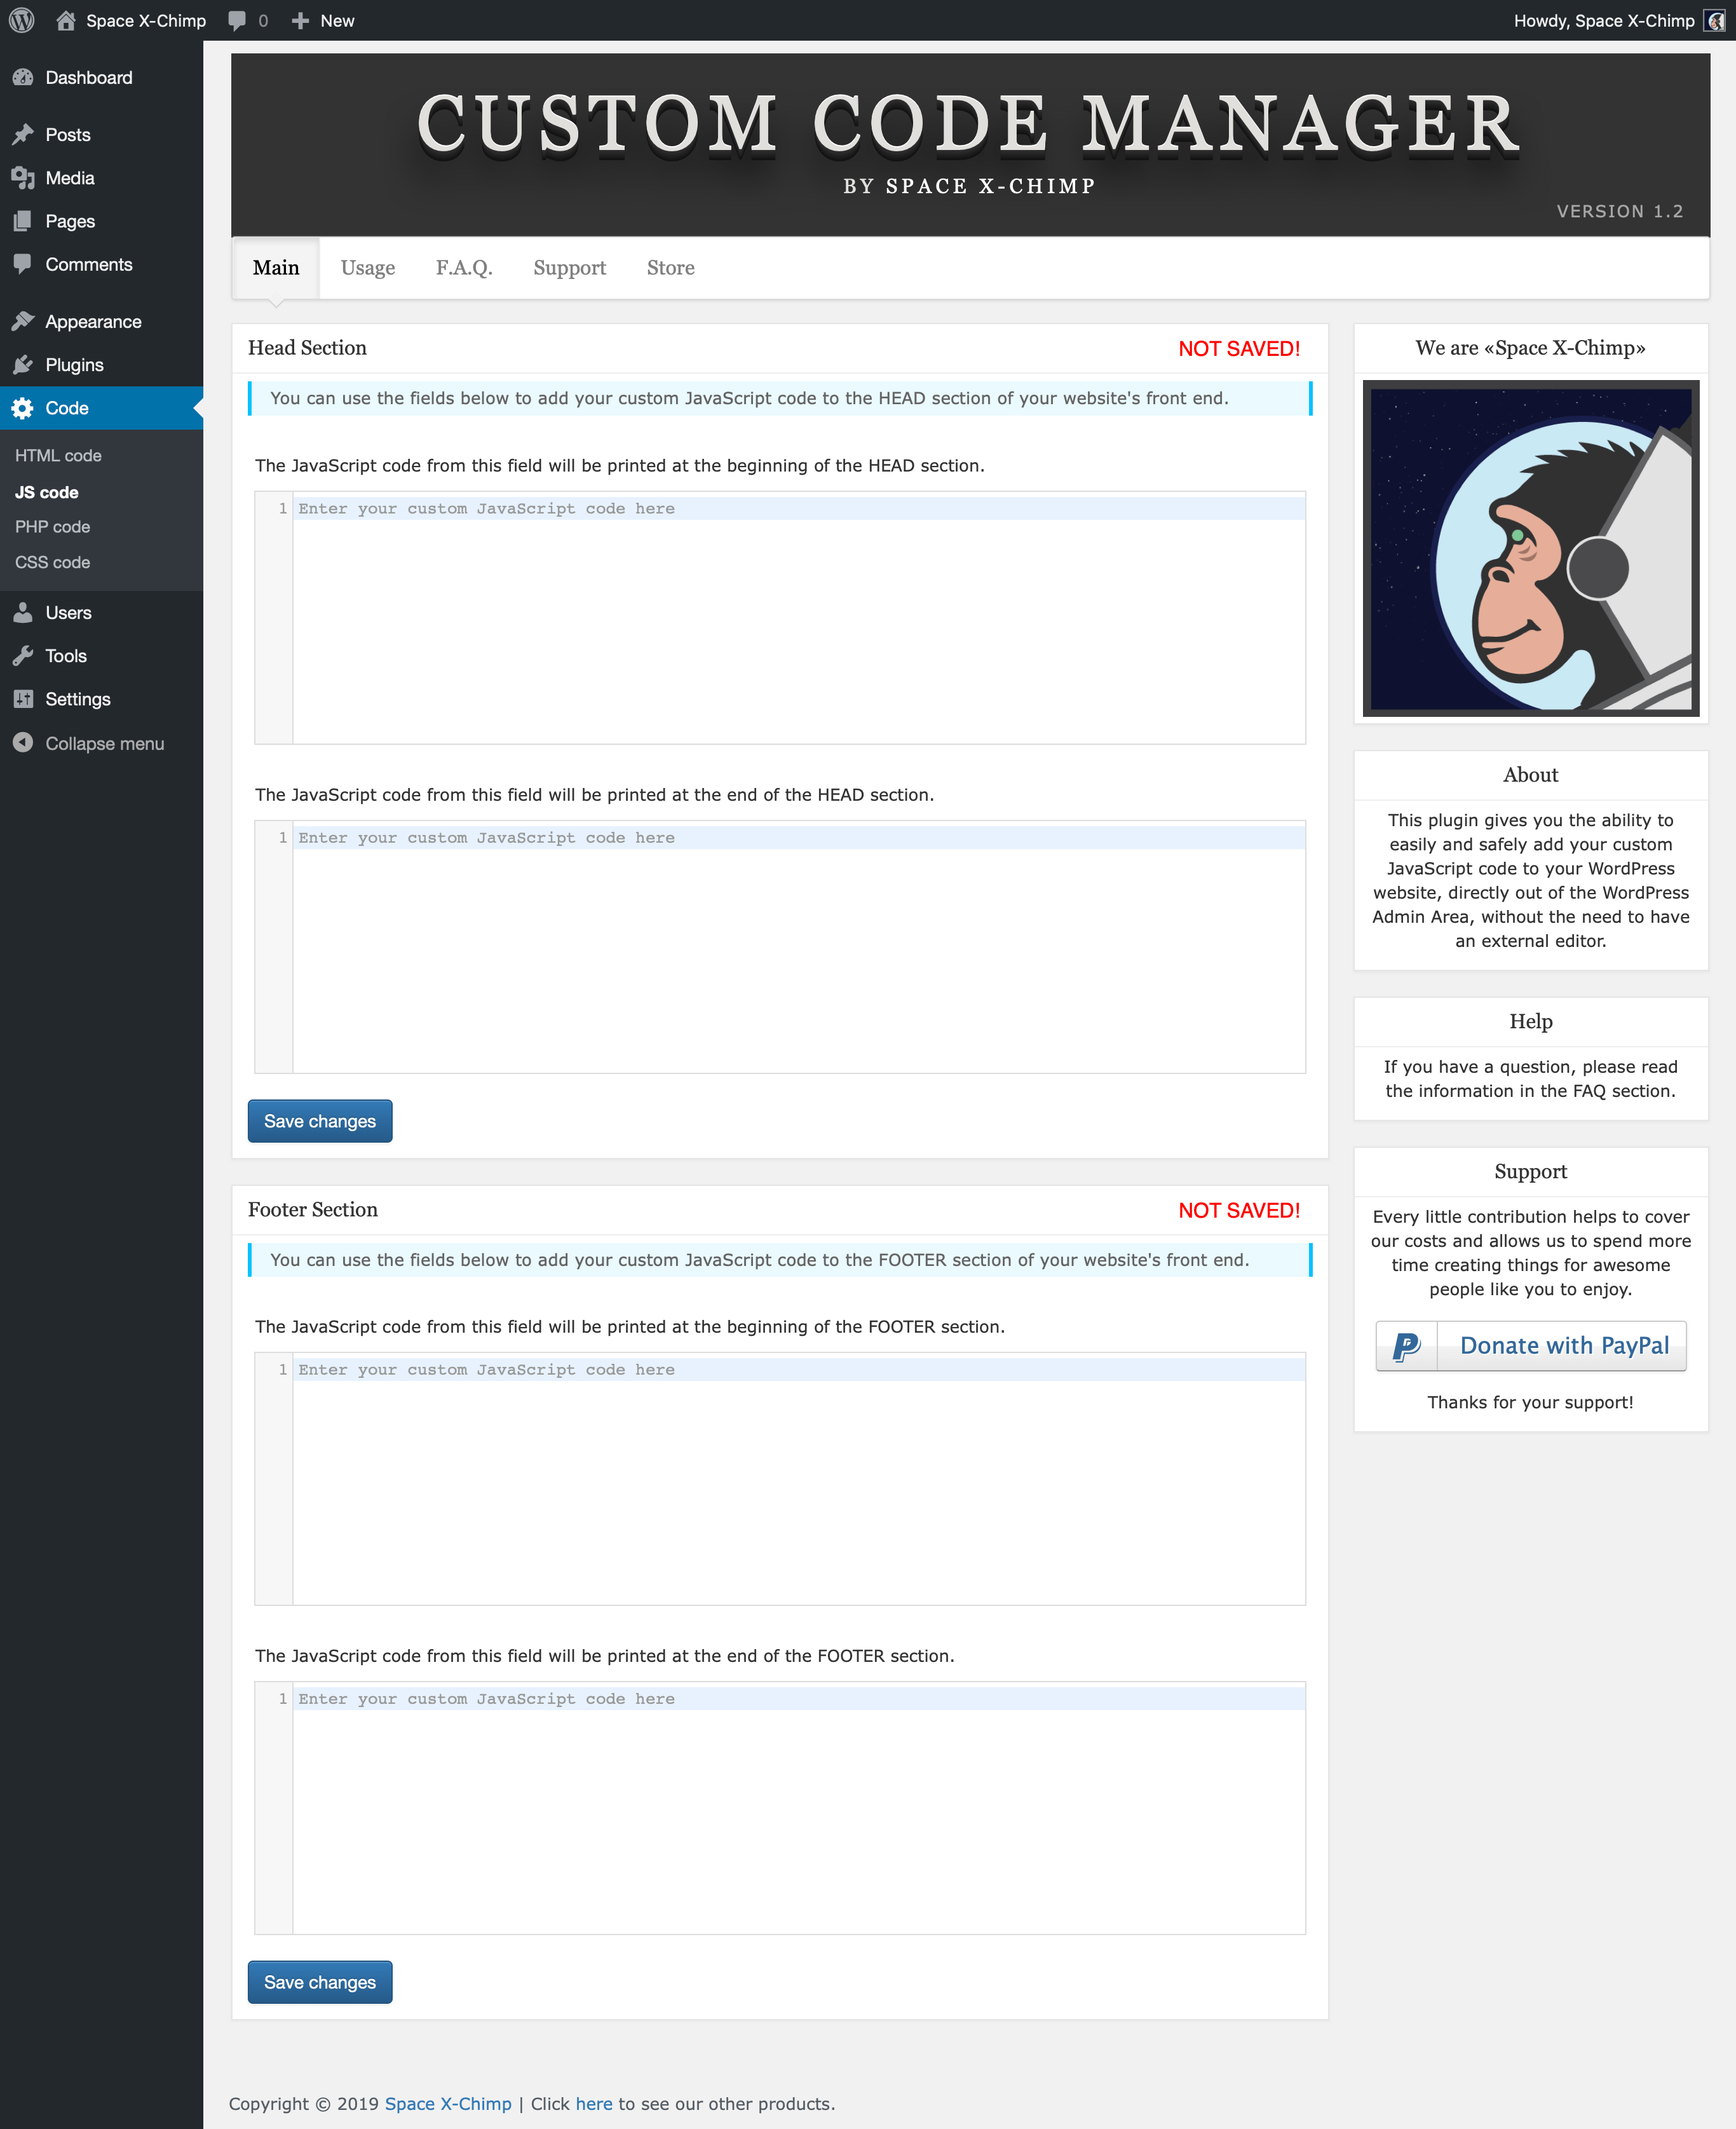 Space X-Chimp 0 New Howdy, Space X-Chimp
Dashboard
Posts
Media
Pages
Comments
Appearance
Plugins
Code
HTML code
JS code
PHP code
CSS code
Users
Tools
Settings
Collapse menu
CUSTOM CODE MANAGER
BY SPACE X-CHIMP
VERSION 1.2
Main Usage F.A.Q. Support Store
Head Section NOT SAVED!
You can use the fields below to add your custom JavaScript code to the HEAD section of your website's front end.
The JavaScript code from this field will be printed at the beginning of the HEAD section.
1 Enter your custom JavaScript code here
The JavaScript code from this field will be printed at the end of the HEAD section.
1 Enter your custom JavaScript code here
Save changes
Footer Section NOT SAVED!
You can use the fields below to add your custom JavaScript code to the FOOTER section of your website's front end.
The JavaScript code from this field will be printed at the beginning of the FOOTER section.
1 Enter your custom JavaScript code here
The JavaScript code from this field will be printed at the end of the FOOTER section.
1 Enter your custom JavaScript code here
Save changes
We are «Space X-Chimp»
About
This plugin gives you the ability to
easily and safely add your custom
JavaScript code to your WordPress
website, directly out of the WordPress
Admin Area, without the need to have
an external editor.
Help
If you have a question, please read
the information in the FAQ section.
Support
Every little contribution helps to cover
our costs and allows us to spend more
time creating things for awesome
people like you to enjoy.
Donate with PayPal
Thanks for your support!
Copyright © 2019 Space X-Chimp | Click here to see our other products.